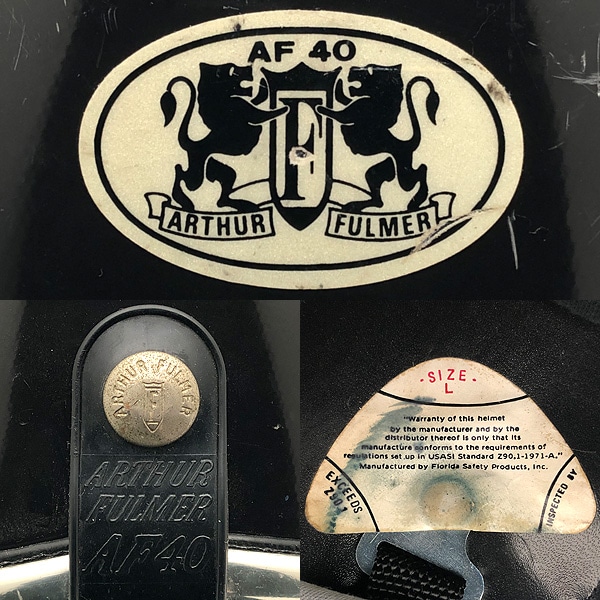 AF 40
F
ARTHUR FULMER
ARTHUR FULMER
F
ARTHUR
FULMER
AF40
-SIZE-
L
"Warranty of this helmet
by the manufacturer and by the
distributor thereof is only that its
manufacture conforms to the requirements of
regulations set up in USASI Standard Z90.1-1971-A."
Manufactured by Florida Safety Products, Inc.
EXCEEDS
Z90.1
INSPECTED BY